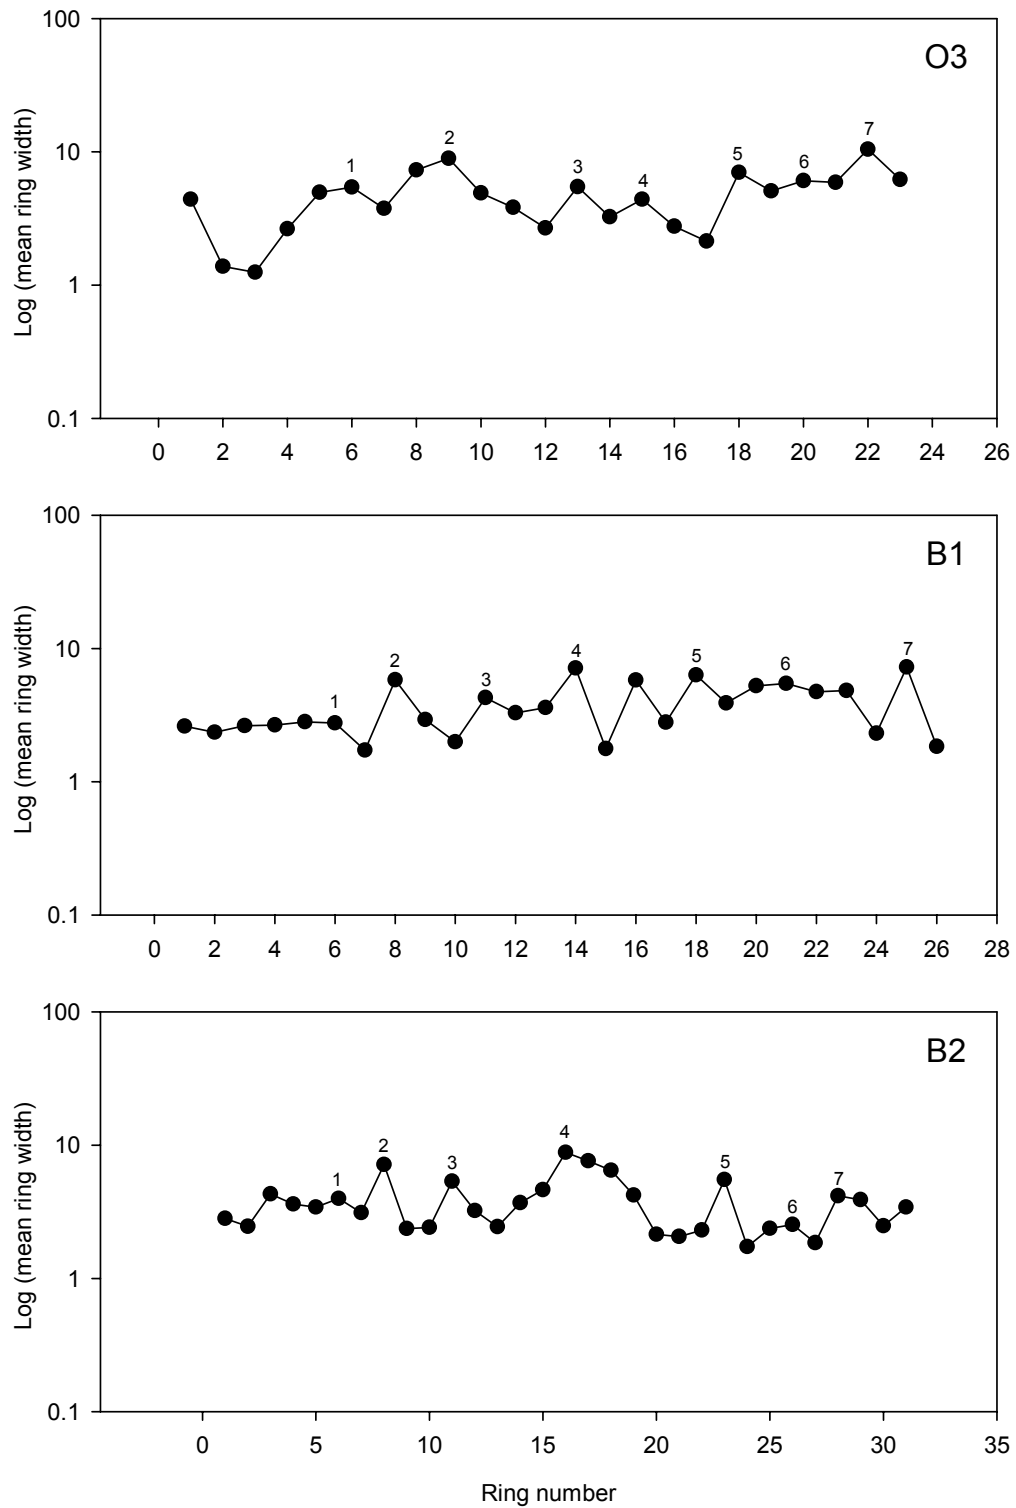 O3
Log (mean ring width)
100
10
1
0.1
1 2 3 4 5 6 7
0 2 4 6 8 10 12 14 16 18 20 22 24 26
B1
Log (mean ring width)
100
10
1
0.1
1 2 3 4 5 6 7
0 2 4 6 8 10 12 14 16 18 20 22 24 26 28
B2
Log (mean ring width)
100
10
1
0.1
1 2 3 4 5 6 7
0 5 10 15 20 25 30 35
Ring number